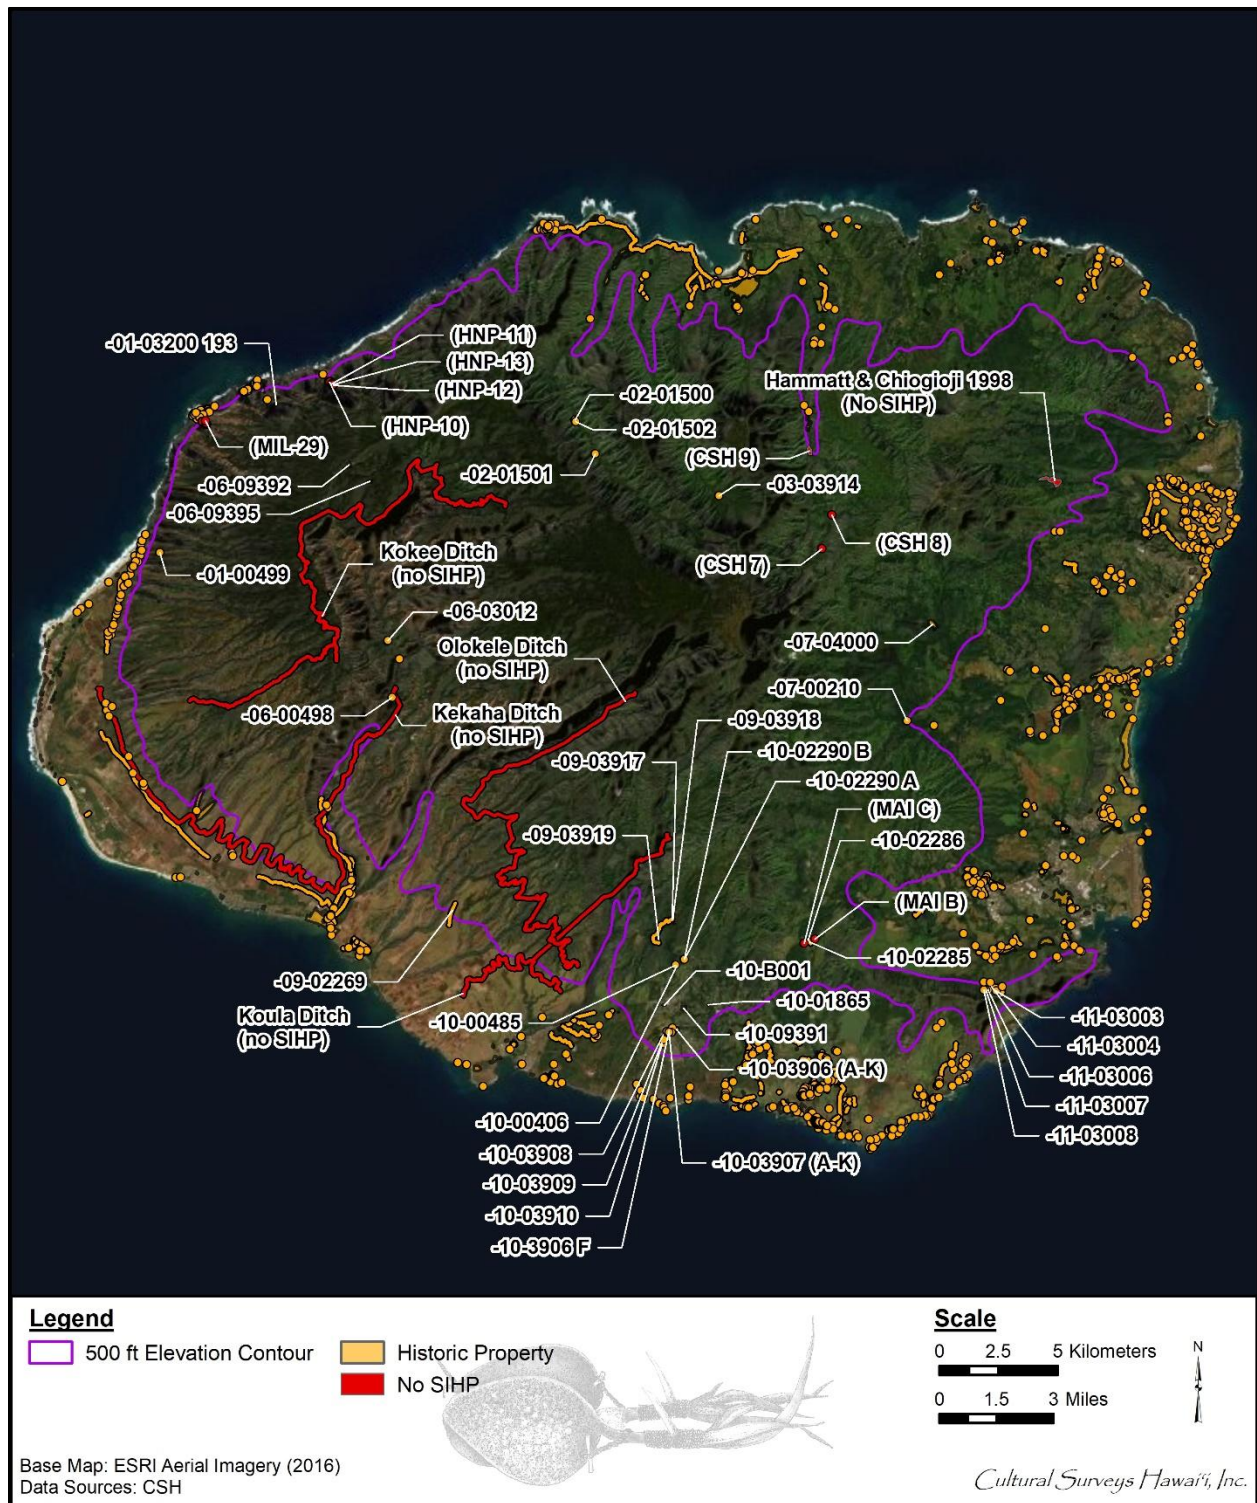 -01-03200 193
(HNP-11)
(HNP-13)
(HNP-12)
(HNP-10)
(MIL-29)
-06-09392
-06-09395
-02-01500
-02-01502
-02-01501
Hammatt & Chiogioji 1998
(No SIHP)
(CSH 9)
-03-03914
(CSH 8)
(CSH 7)
-01-00499
Kokee Ditch
(no SIHP)
-06-03012
Olokele Ditch
(no SIHP)
-07-04000
-07-00210
-06-00498
Kekaha Ditch
(no SIHP)
-09-03918
-09-03917
-10-02290 B
-10-02290 A
(MAI C)
-09-03919
-10-02286
(MAI B)
-10-02285
-09-02269
-10-B001
Koula Ditch
(no SIHP)
-10-00485
-10-01865
-10-09391
-10-03906 (A-K)
-11-03003
-11-03004
-11-03006
-11-03007
-11-03008
-10-00406
-10-03908
-10-03907 (A-K)
-10-03909
-10-03910
-10-3906 F
Legend
500 ft Elevation Contour
Historic Property
No SIHP
Scale
0 2.5 5 Kilometers
0 1.5 3 Miles
N
Base Map: ESRI Aerial Imagery (2016)
Data Sources: CSH
Cultural Surveys Hawai‘i, Inc.